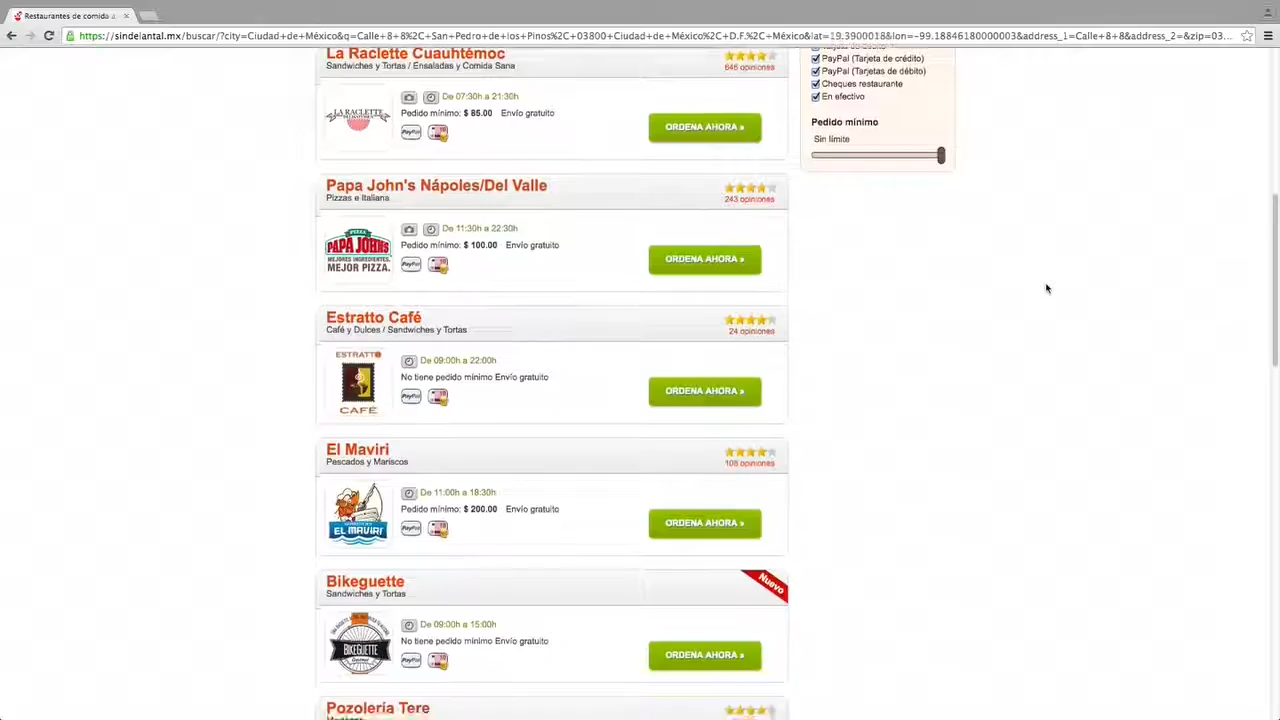 Restaurantes de comida a
https://sindelantal.mx/buscar/?city=Ciudad+de+México&q=Calle+8+8%2C+San+Pedro+de+los+Pinos%2C+03800+Ciudad+de+México%2C+D.F.%2C+México&lat=19.3900018&lon=-99.18846180000003&address_1=Calle+8+8&address_2=&zip=03...
La Raclette Cuauhtémoc
Sandwiches y Tortas / Ensaladas y Comida Sana
646 opiniones
LA RACLETTE
De 07:30h a 21:30h
Pedido mínimo: $ 85.00 Envío gratuito
PayPal
ORDENA AHORA »
PayPal (Tarjeta de crédito)
PayPal (Tarjetas de débito)
Cheques restaurante
En efectivo
Pedido mínimo
Sin límite
Papa John's Nápoles/Del Valle
Pizzas e Italiana
243 opiniones
PIZZA
PAPA JOHNS
MEJORES INGREDIENTES.
MEJOR PIZZA.
De 11:30h a 22:30h
Pedido mínimo: $ 100.00 Envío gratuito
PayPal
ORDENA AHORA »
Estratto Café
Café y Dulces / Sandwiches y Tortas
24 opiniones
ESTRATTO
CAFÉ
De 09:00h a 22:00h
No tiene pedido mínimo Envío gratuito
PayPal
ORDENA AHORA »
El Maviri
Pescados y Mariscos
108 opiniones
EL MAVIRI
De 11:00h a 18:30h
Pedido mínimo: $ 200.00 Envío gratuito
PayPal
ORDENA AHORA »
Bikeguette
Sandwiches y Tortas
Nuevo
BIKEGUETTE
De 09:00h a 15:00h
No tiene pedido mínimo Envío gratuito
PayPal
ORDENA AHORA »
Pozolería Tere